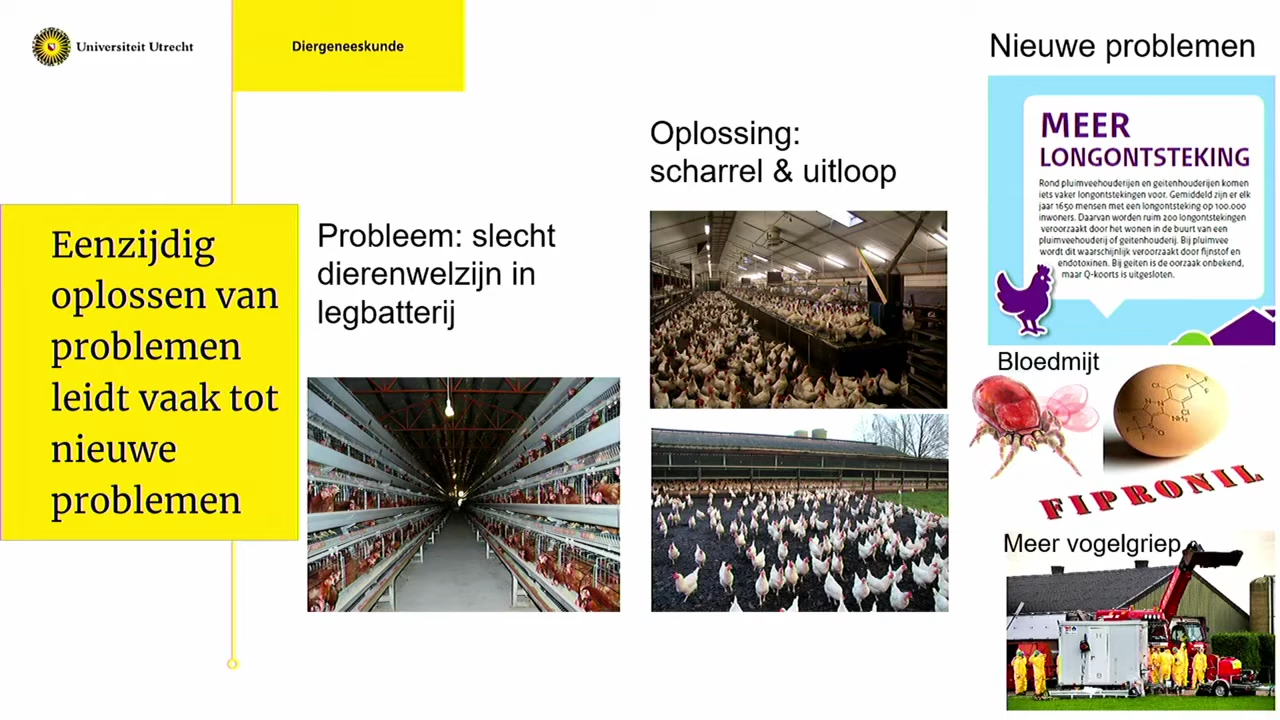 Universiteit Utrecht
Diergeneeskunde
Eenzijdig
oplossen van
problemen
leidt vaak tot
nieuwe
problemen
Probleem: slecht
dierenwelzijn in
legbatterij
Oplossing:
scharrel & uitloop
Nieuwe problemen
MEER
LONGONTSTEKING
Rond pluimveehouderijen en geitenhouderijen komen
iets vaker longontstekingen voor. Gemiddeld zijn er elk
jaar 1650 mensen met een longontsteking op 100.000
inwoners. Daarvan worden ruim 200 longontstekingen
veroorzaakt door het wonen in de buurt van een
pluimveehouderij of geitenhouderij. Bij pluimvee
wordt dit waarschijnlijk veroorzaakt door fijnstof en
endotoxinen. Bij geiten is de oorzaak onbekend,
maar Q-koorts is uitgesloten.
Bloedmijt
FIPRONIL
Meer vogelgriep